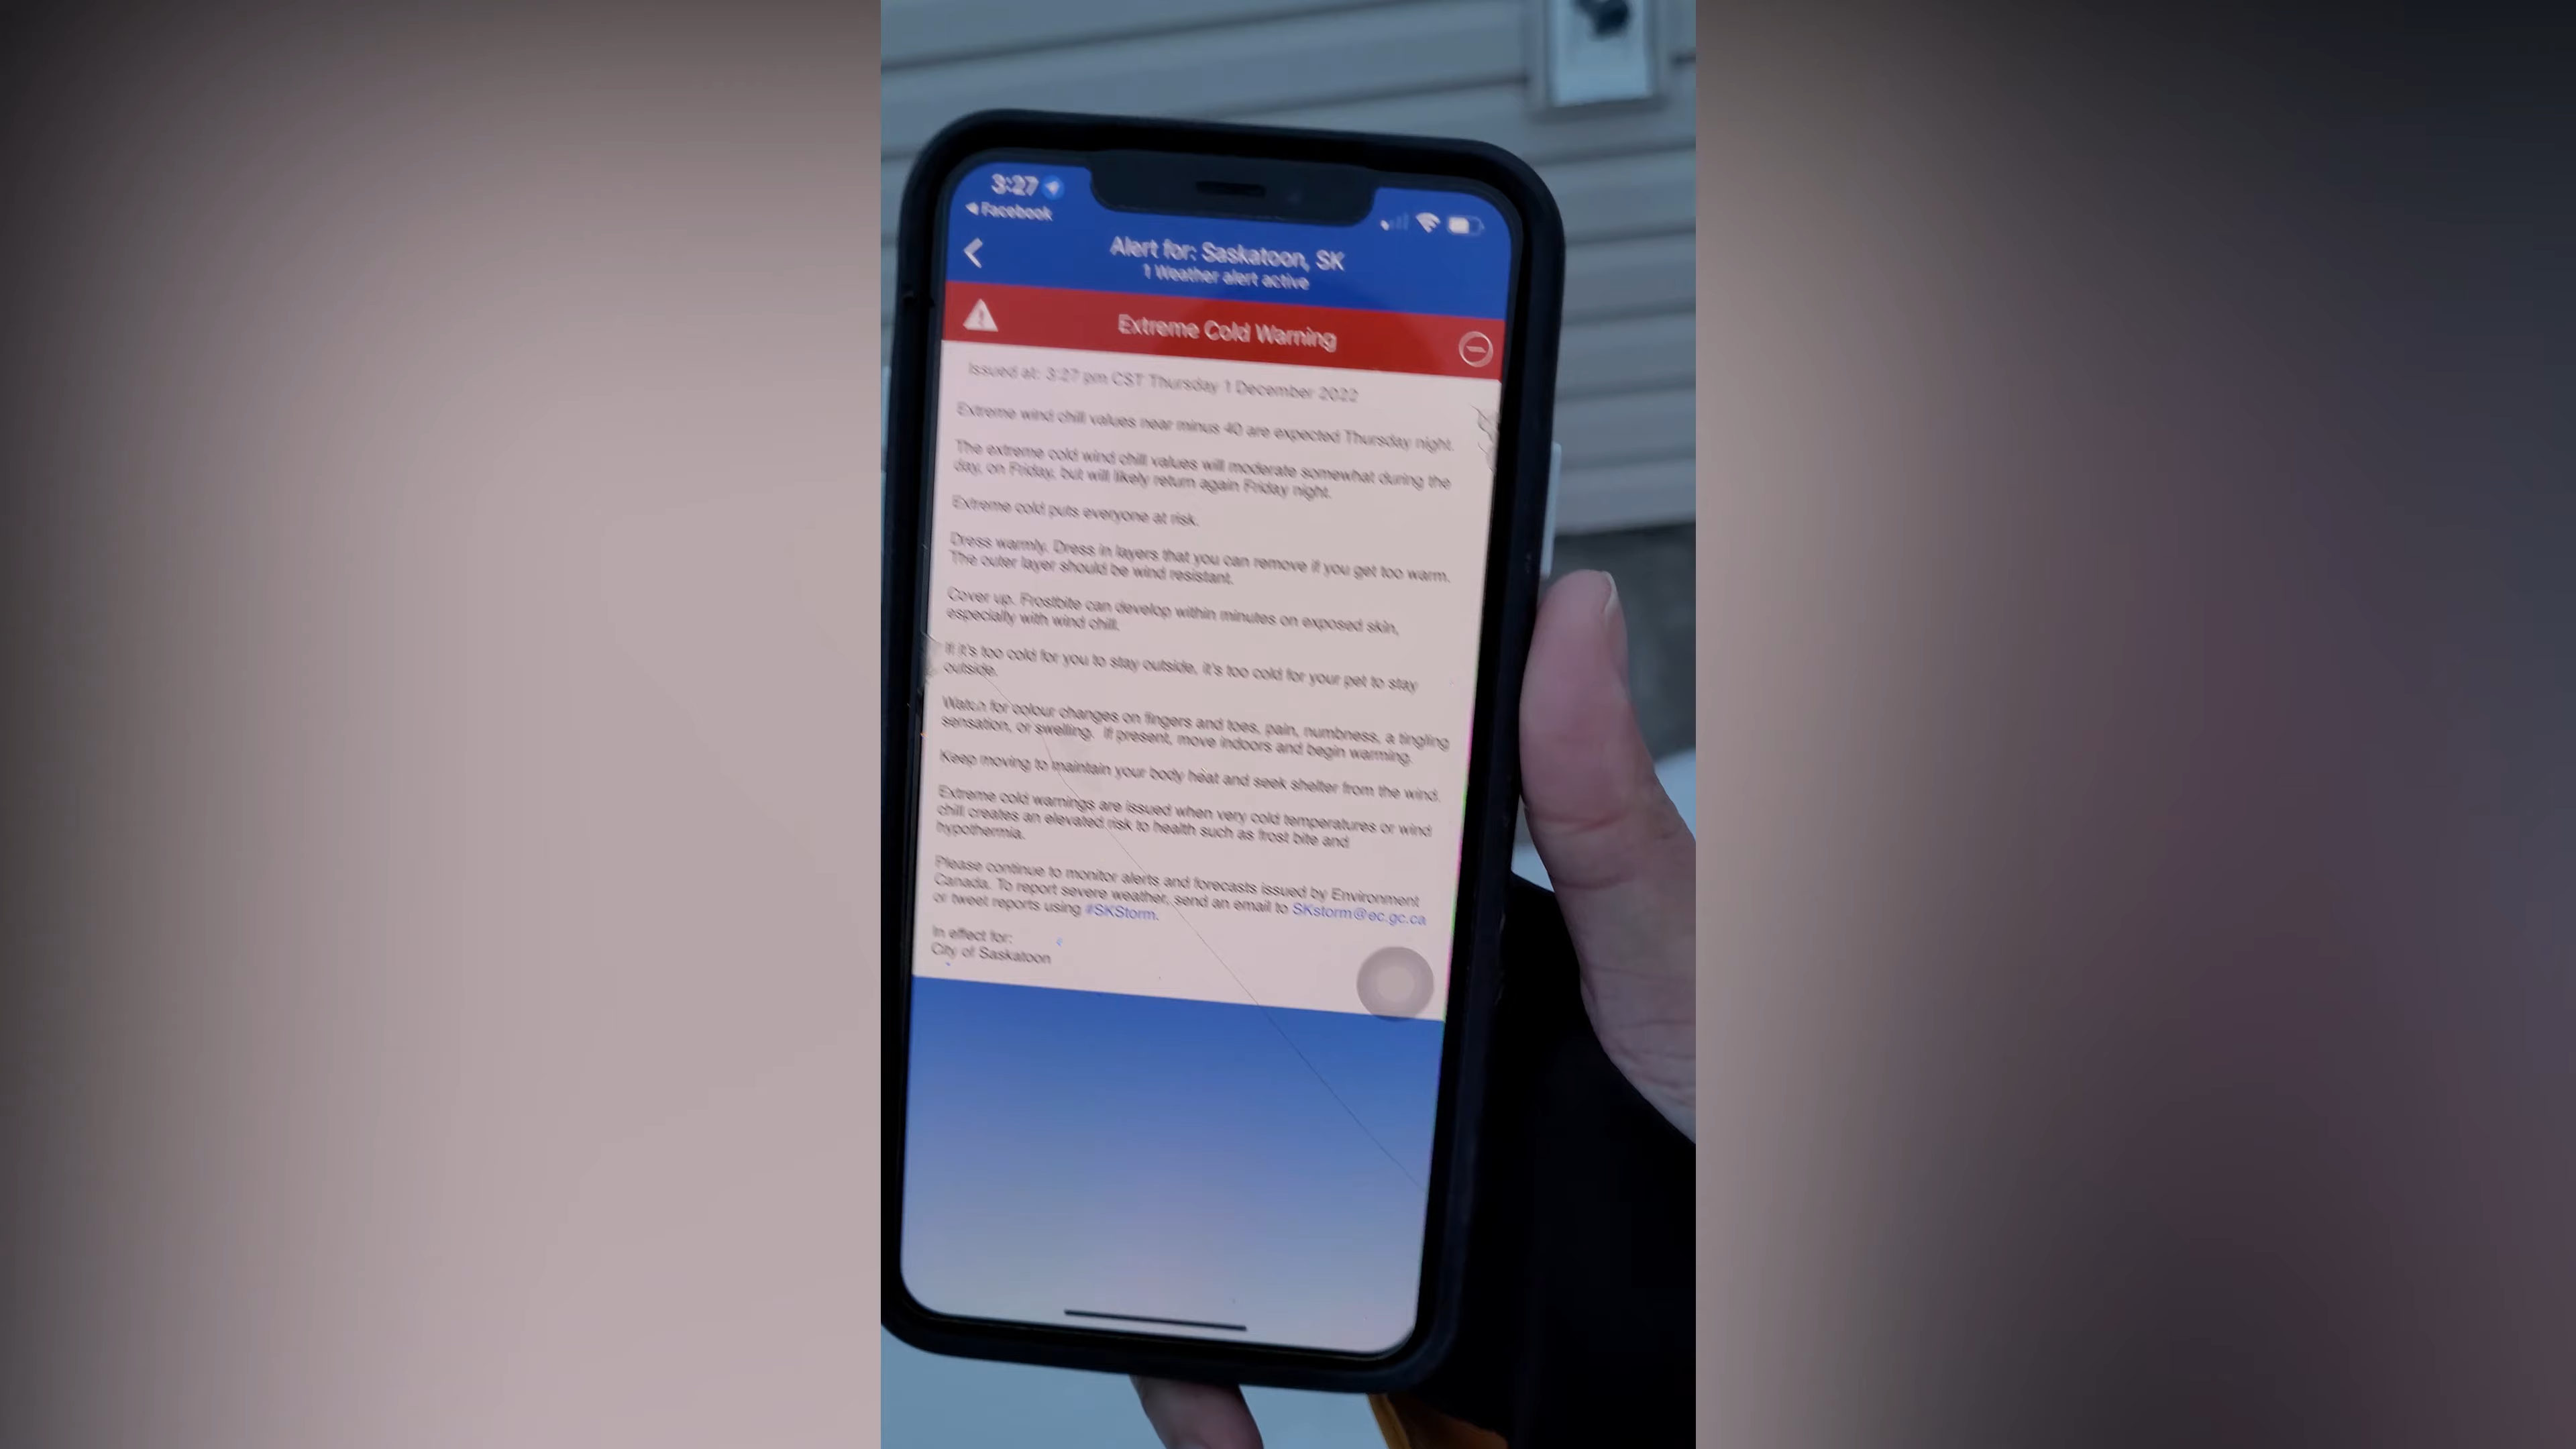 3:27
Facebook
Alert for: Saskatoon, SK
1 Weather alert active
Extreme Cold Warning
Issued at: 3:27 pm CST Thursday 1 December 2022
Extreme wind chill values near minus 40 are expected Thursday night.
The extreme cold wind chill values will moderate somewhat during the
day, on Friday, but will likely return again Friday night.
Extreme cold puts everyone at risk.
Dress warmly. Dress in layers that you can remove if you get too warm.
The outer layer should be wind resistant.
Cover up. Frostbite can develop within minutes on exposed skin,
especially with wind chill.
If it's too cold for you to stay outside, it's too cold for your pet to stay
outside.
Watch for colour changes on fingers and toes, pain, numbness, a tingling
sensation, or swelling. If present, move indoors and begin warming.
Keep moving to maintain your body heat and seek shelter from the wind.
Extreme cold warnings are issued when very cold temperatures or wind
chill creates an elevated risk to health such as frost bite and
hypothermia.
Please continue to monitor alerts and forecasts issued by Environment
Canada. To report severe weather, send an email to SKstorm@ec.gc.ca
or tweet reports using #SKStorm.
In effect for:
City of Saskatoon